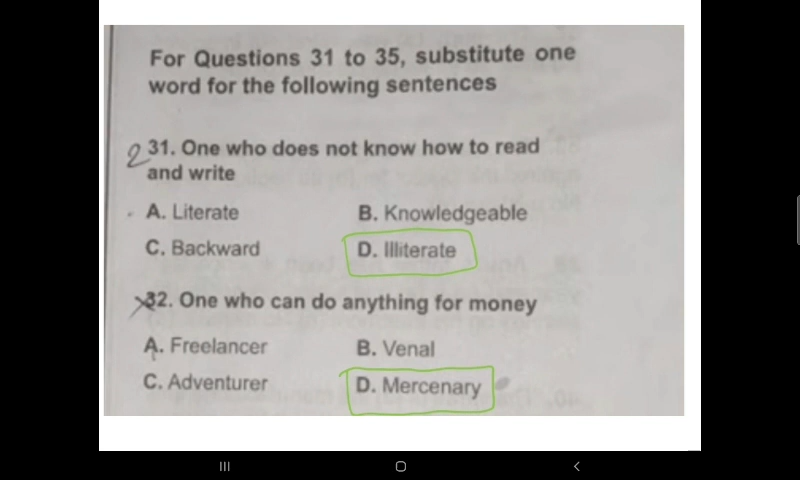 For Questions 31 to 35, substitute one
word for the following sentences
2 31. One who does not know how to read
and write
A. Literate B. Knowledgeable
C. Backward D. Illiterate
32. One who can do anything for money
A. Freelancer B. Venal
C. Adventurer D. Mercenary